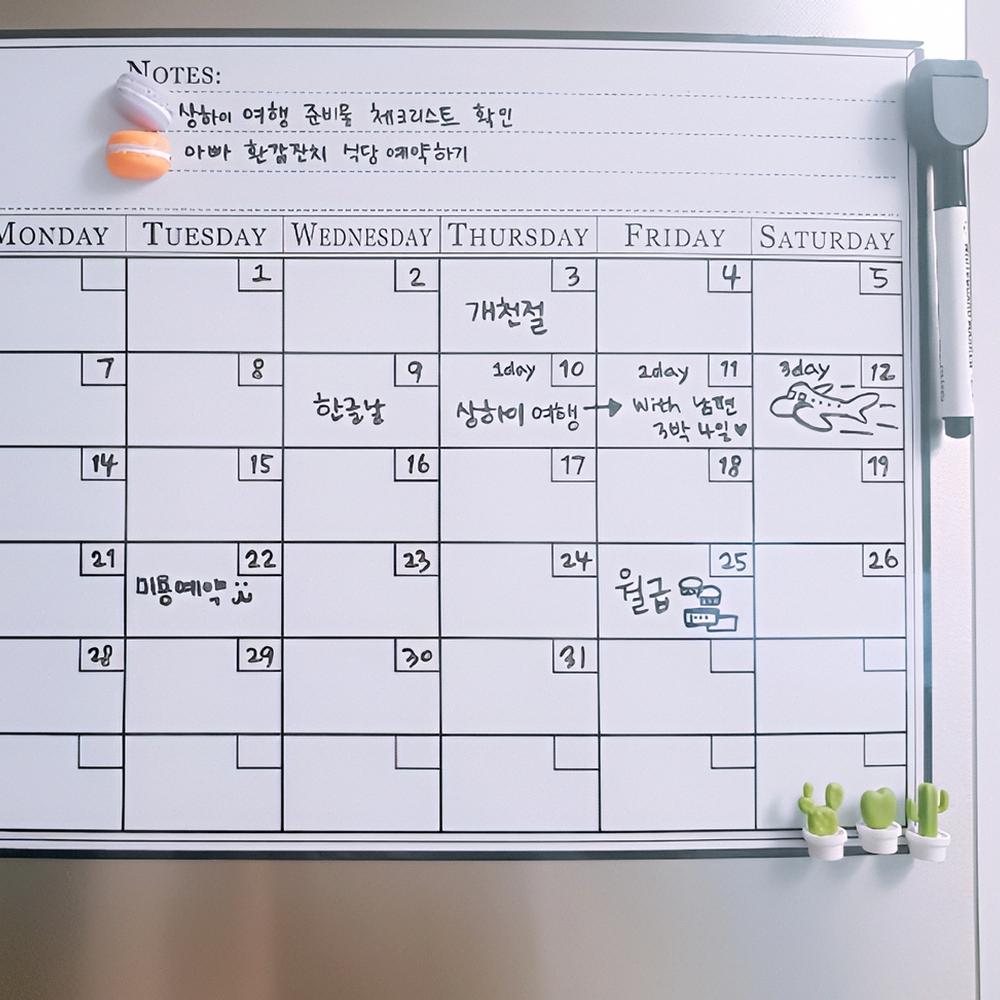 NOTES:
상하이 여행 준비물 체크리스트 확인
아빠 환갑잔치 식당 예약하기
MONDAY TUESDAY WEDNESDAY THURSDAY FRIDAY SATURDAY
1 2 3 4 5
개천절
7 8 9 1day 10 2day 11 3day 12
한글날 상하이 여행 → With 남편
3박 4일♥
14 15 16 17 18 19
21 22 23 24 25 26
미용예약 월급
28 29 30 31